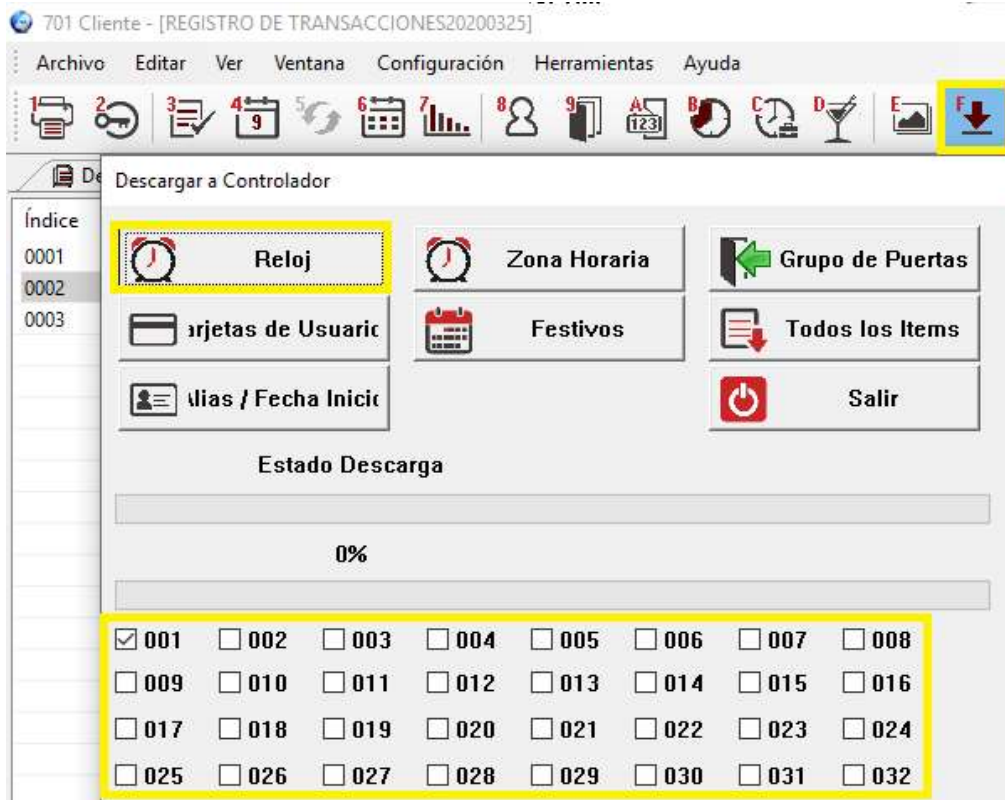 701 Cliente - [REGISTRO DE TRANSACCIONES20200325]
Archivo Editar Ver Ventana Configuración Herramientas Ayuda
1 2 3 4 9 5 6 7 8 9 A 123 B C D E F
De
Descargar a Controlador
Índice
0001
0002
0003
Reloj Zona Horaria Grupo de Puertas
arjetas de Usuaric Festivos Todos los Items
Alias / Fecha Inicic Salir
Estado Descarga
0%
001 002 003 004 005 006 007 008
009 010 011 012 013 014 015 016
017 018 019 020 021 022 023 024
025 026 027 028 029 030 031 032